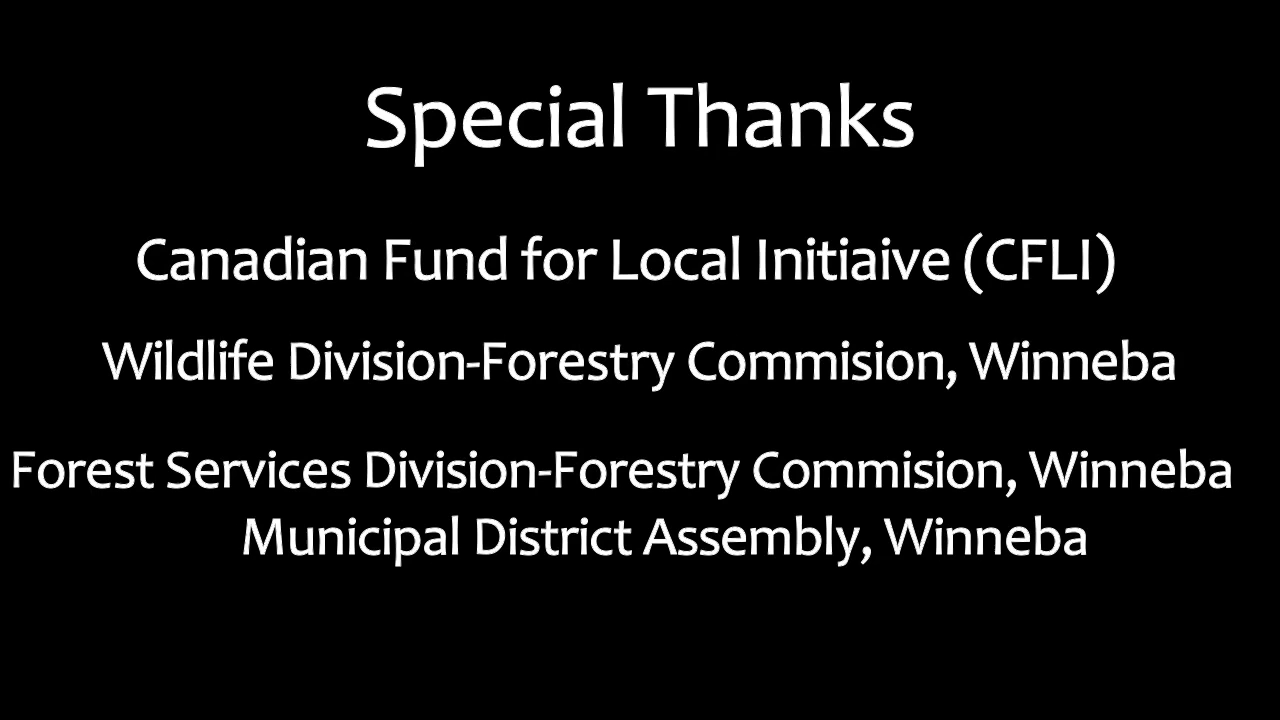 Special Thanks
Canadian Fund for Local Initiaive (CFLI)
Wildlife Division-Forestry Commision, Winneba
Forest Services Division-Forestry Commision, Winneba
Municipal District Assembly, Winneba